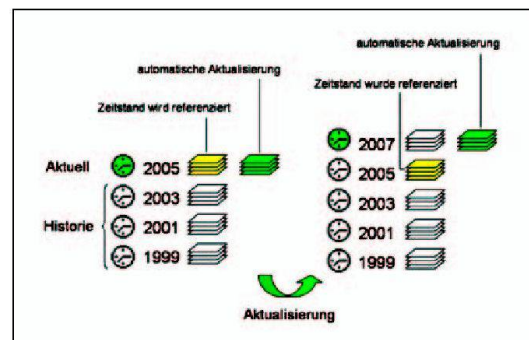 automatische Aktualisierung
Zeitstand wird referenziert
Aktuell 2005
2003
Historie 2001
1999
automatische Aktualisierung
Zeitstand wurde referenziert
2007
2005
2003
2001
1999
Aktualisierung